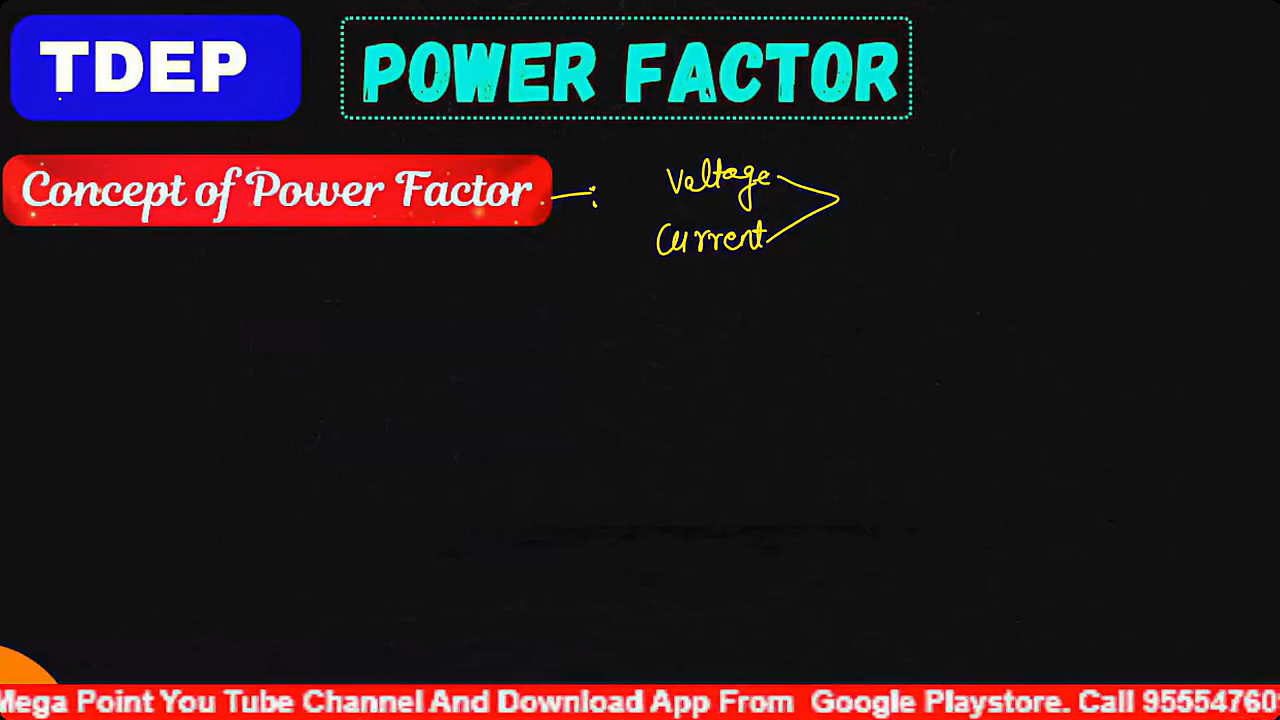 TDEP
POWER FACTOR
Concept of Power Factor
Voltage
Current
Mega Point You Tube Channel And Download App From Google Playstore. Call 955547601